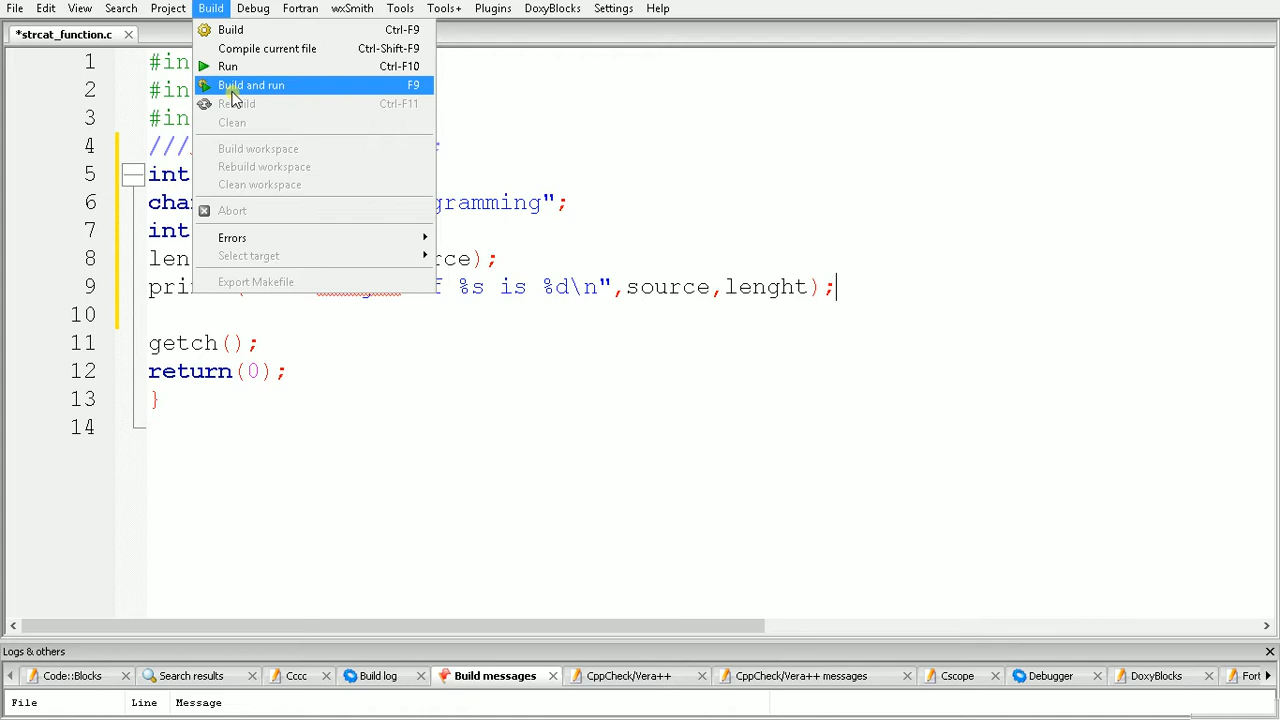 File Edit View Search Project Build Debug Fortran wxSmith Tools Tools+ Plugins DoxyBlocks Settings Help
*strcat_function.c
Build Ctrl-F9
Compile current file Ctrl-Shift-F9
Run Ctrl-F10
Build and run F9
Rebuild Ctrl-F11
Clean
Build workspace
Rebuild workspace
Clean workspace
Abort
Errors
Select target
Export Makefile
1 #in
2 #in
3 #in
4 ///
5 int
6 cha gramming";
7 int
8 len rce);
9 pri f %s is %d\n",source,lenght);
10
11 getch();
12 return(0);
13 }
14
Logs & others
Code::Blocks Search results Cccc Build log Build messages CppCheck/Vera++ CppCheck/Vera++ messages Cscope Debugger DoxyBlocks Fort
File Line Message